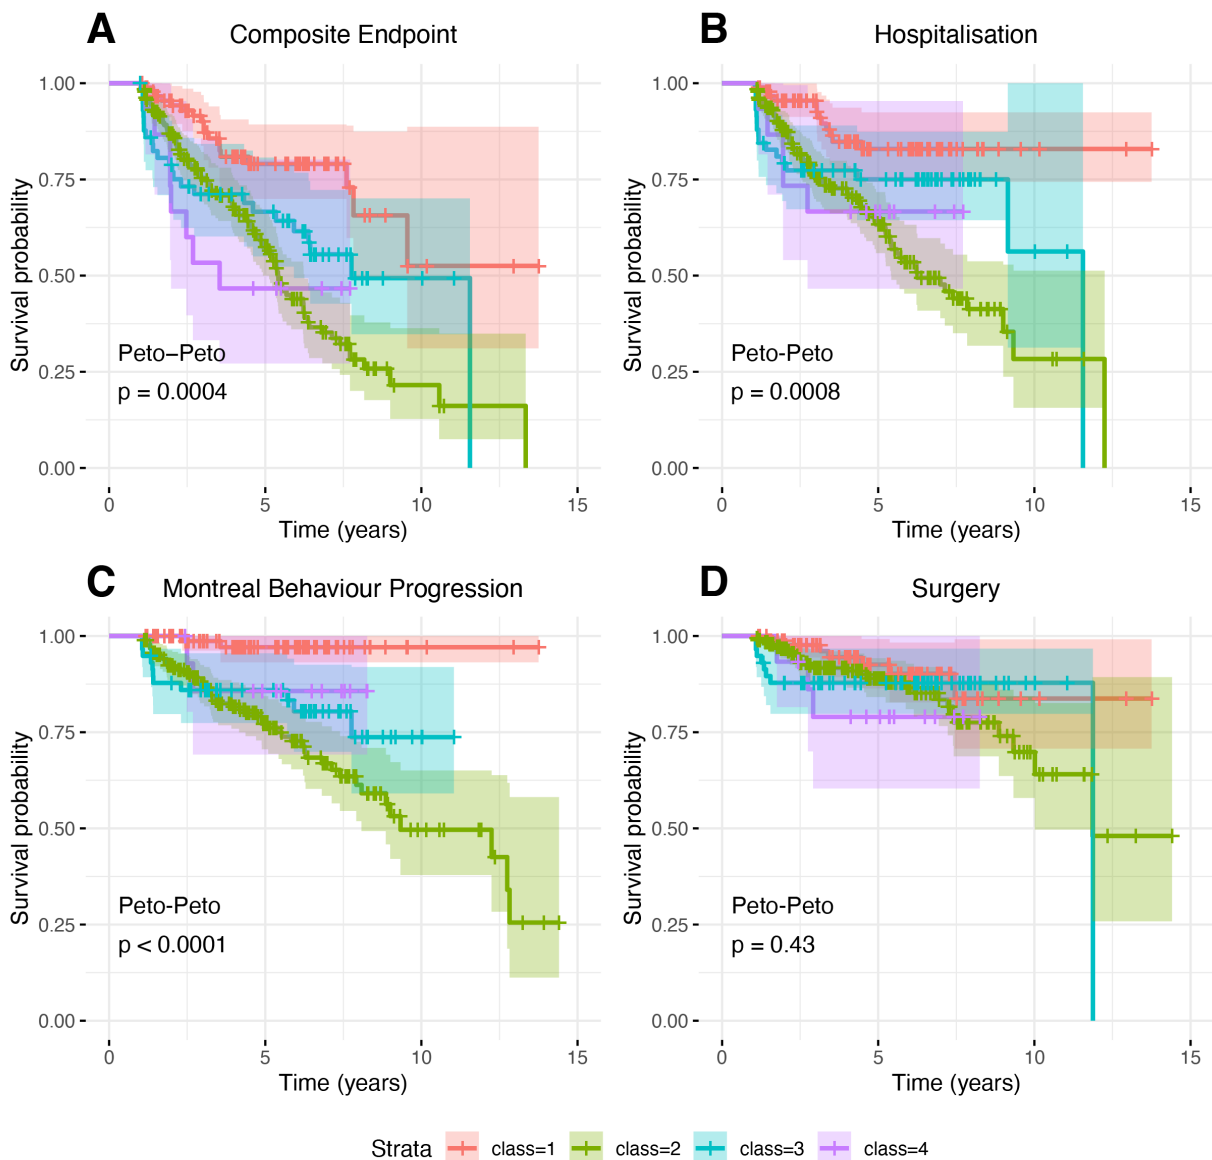 A
Composite Endpoint
Survival probability
1.00
0.75
0.50
0.25
0.00
Peto–Peto
p = 0.0004
0 5 10 15
Time (years)
B
Hospitalisation
Survival probability
1.00
0.75
0.50
0.25
0.00
Peto-Peto
p = 0.0008
0 5 10 15
Time (years)
C
Montreal Behaviour Progression
Survival probability
1.00
0.75
0.50
0.25
0.00
Peto-Peto
p < 0.0001
0 5 10 15
Time (years)
D
Surgery
Survival probability
1.00
0.75
0.50
0.25
0.00
Peto-Peto
p = 0.43
0 5 10 15
Time (years)
Strata class=1 class=2 class=3 class=4